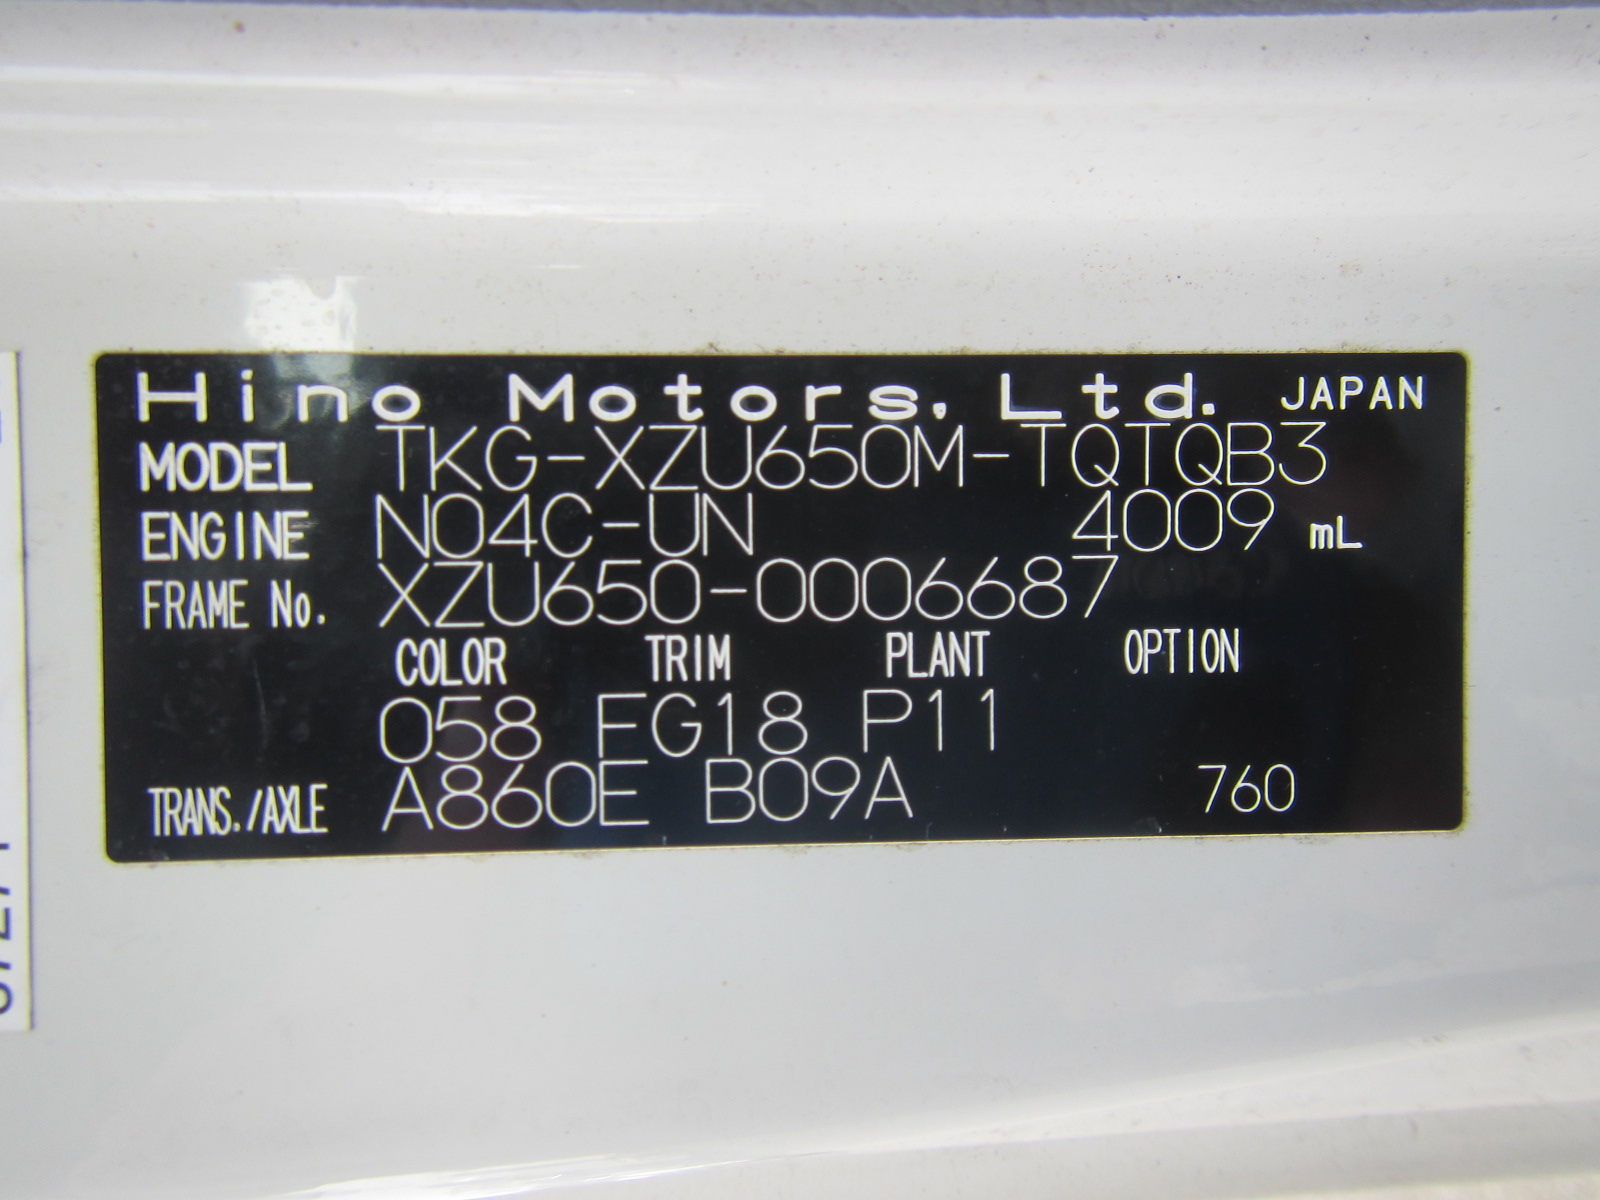 Hino Motors, Ltd. JAPAN
MODEL TKG-XZU650M-TQTQB3
ENGINE N04C-UN 4009 mL
FRAME No. XZU650-0006687
COLOR TRIM PLANT OPTION
058 FG18 P11
TRANS./AXLE A860E B09A 760